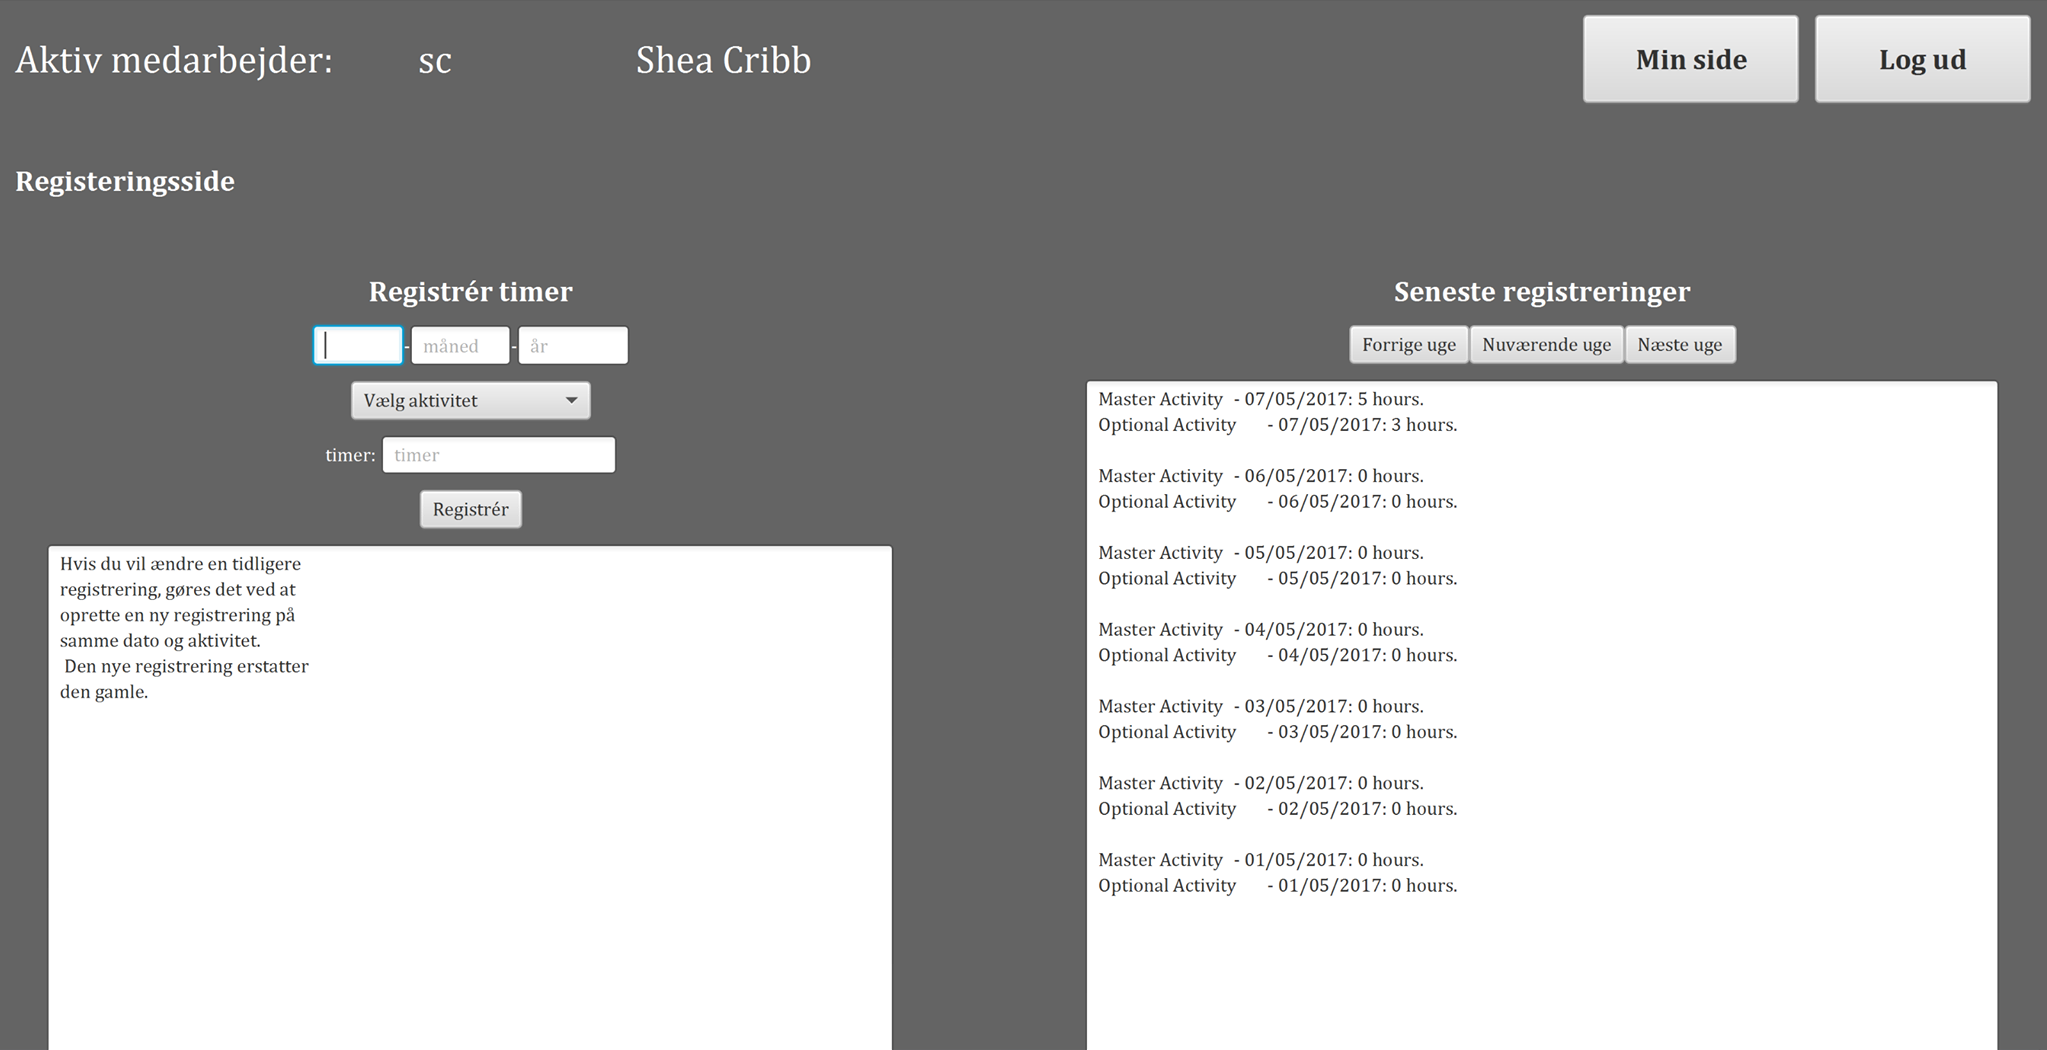 Aktiv medarbejder: sc Shea Cribb
Min side
Log ud
Registeringsside
Registrér timer
- måned - år
Vælg aktivitet
timer: timer
Registrér
Hvis du vil ændre en tidligere
registrering, gøres det ved at
oprette en ny registrering på
samme dato og aktivitet.
Den nye registrering erstatter
den gamle.
Seneste registreringer
Forrige uge Nuværende uge Næste uge
Master Activity - 07/05/2017: 5 hours.
Optional Activity - 07/05/2017: 3 hours.
Master Activity - 06/05/2017: 0 hours.
Optional Activity - 06/05/2017: 0 hours.
Master Activity - 05/05/2017: 0 hours.
Optional Activity - 05/05/2017: 0 hours.
Master Activity - 04/05/2017: 0 hours.
Optional Activity - 04/05/2017: 0 hours.
Master Activity - 03/05/2017: 0 hours.
Optional Activity - 03/05/2017: 0 hours.
Master Activity - 02/05/2017: 0 hours.
Optional Activity - 02/05/2017: 0 hours.
Master Activity - 01/05/2017: 0 hours.
Optional Activity - 01/05/2017: 0 hours.